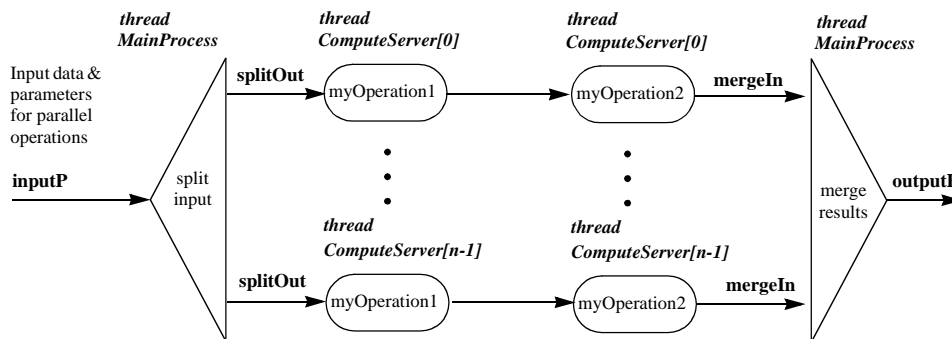 thread
MainProcess
thread
ComputeServer[0]
thread
ComputeServer[0]
thread
MainProcess
Input data &
parameters
for parallel
operations
splitOut
myOperation1
myOperation2
mergeIn
inputP
split
input
merge
results
outputP
thread
ComputeServer[n-1]
thread
ComputeServer[n-1]
splitOut
myOperation1
myOperation2
mergeIn